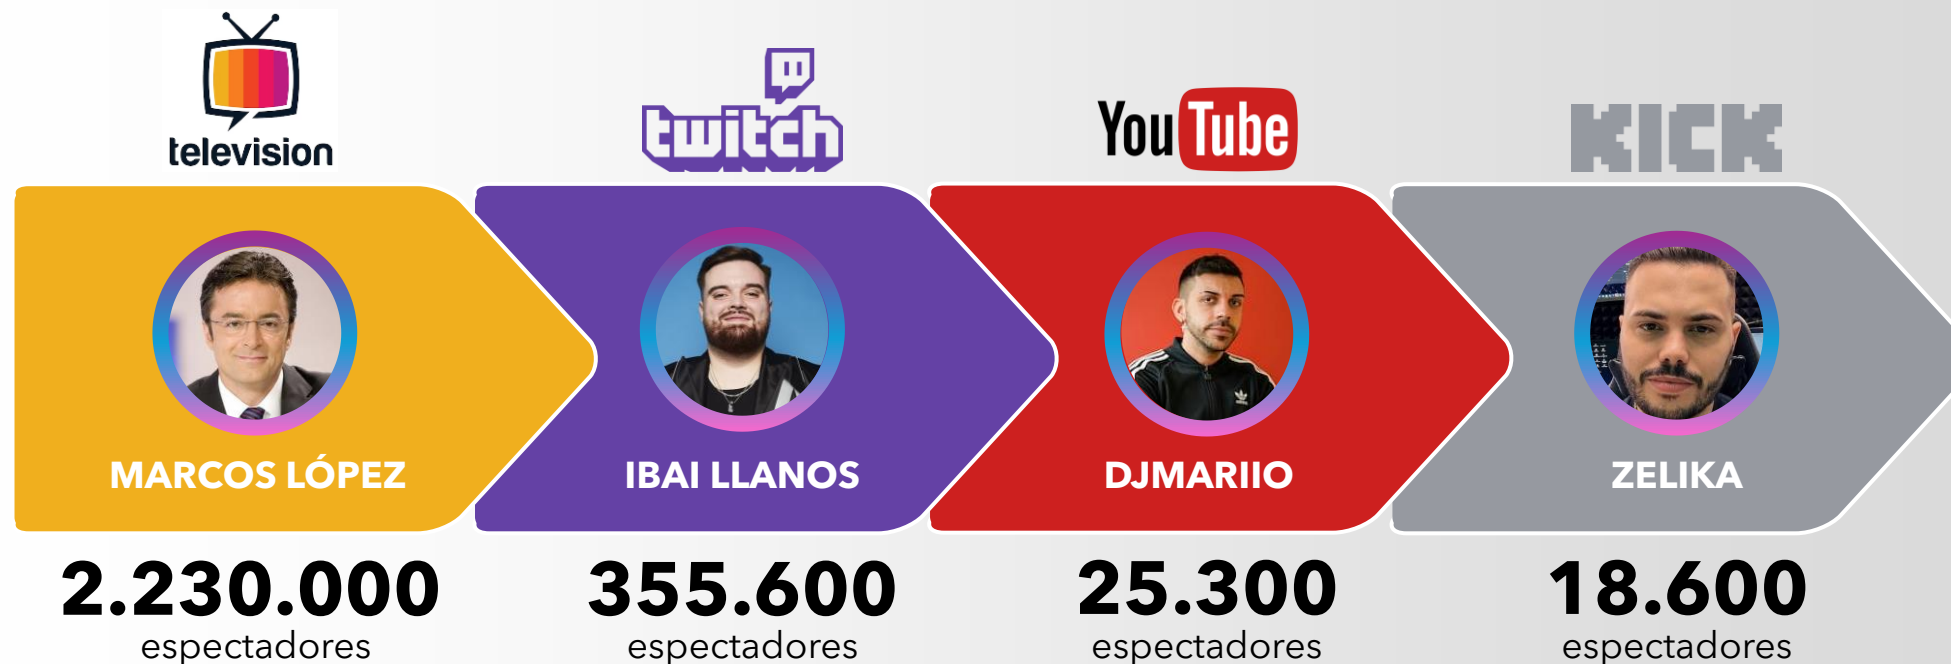 television
twitch
YouTube
KICK
MARCOS LÓPEZ
IBAI LLANOS
DJMARIIO
ZELIKA
2.230.000
espectadores
355.600
espectadores
25.300
espectadores
18.600
espectadores